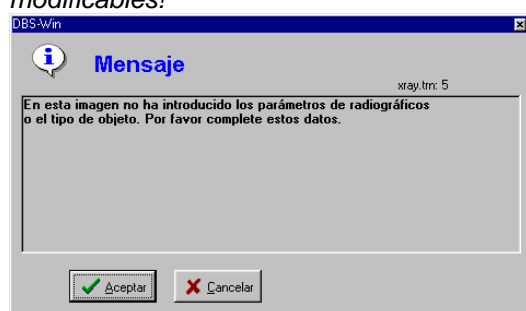 modificables!
DBS-Win
Mensaje
xray.trn: 5
En esta imagen no ha introducido los parámetros de radiográficos
o el tipo de objeto. Por favor complete estos datos.
Aceptar
Cancelar